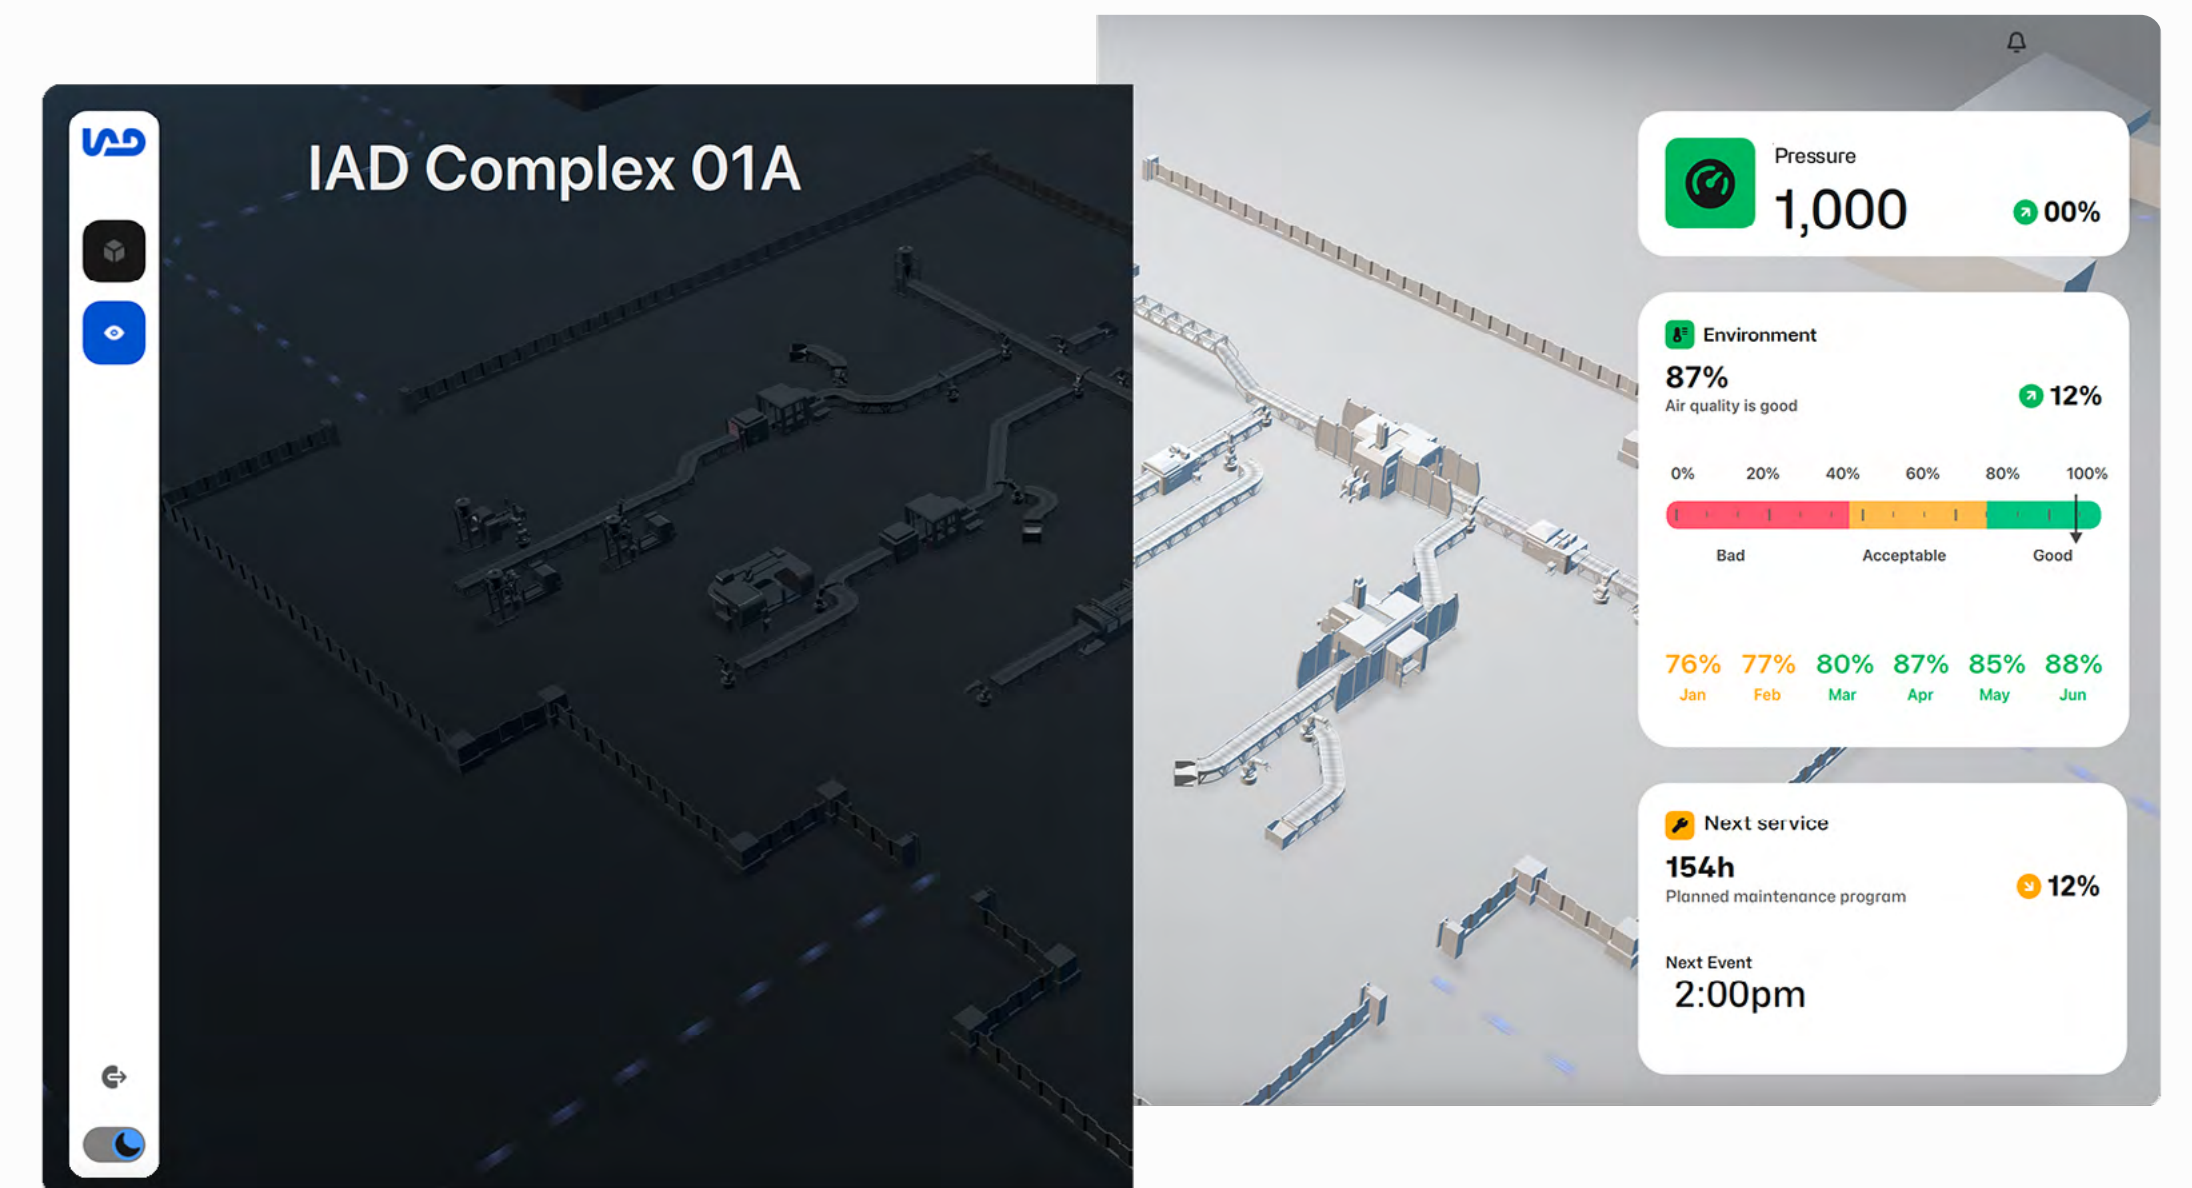 IAD
IAD Complex 01A
Pressure
1,000
00%
Environment
87%
Air quality is good
12%
0% 20% 40% 60% 80% 100%
Bad Acceptable Good
76% 77% 80% 87% 85% 88%
Jan Feb Mar Apr May Jun
Next service
154h
Planned maintenance program
12%
Next Event
2:00pm